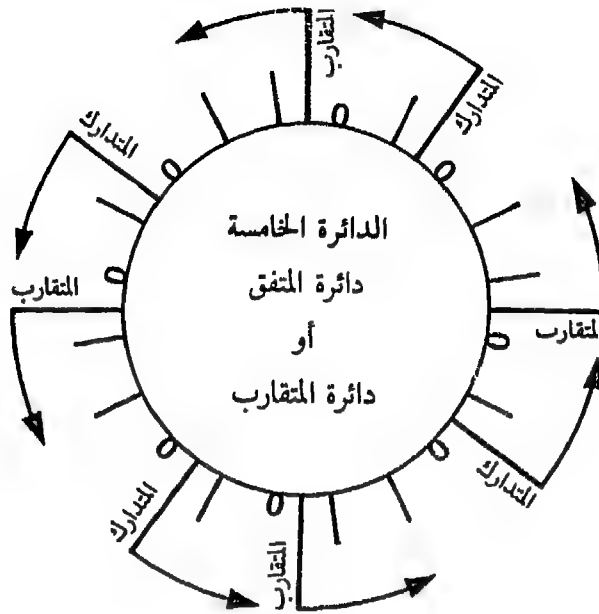 المتقارب
المتدارك
المتدارك
المتقارب
المتقارب
المتدارك
المتدارك
المتقارب
الدائرة الخامسة
دائرة المتفق
أو
دائرة المتقارب